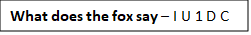 What does the fox say – I U 1 D C